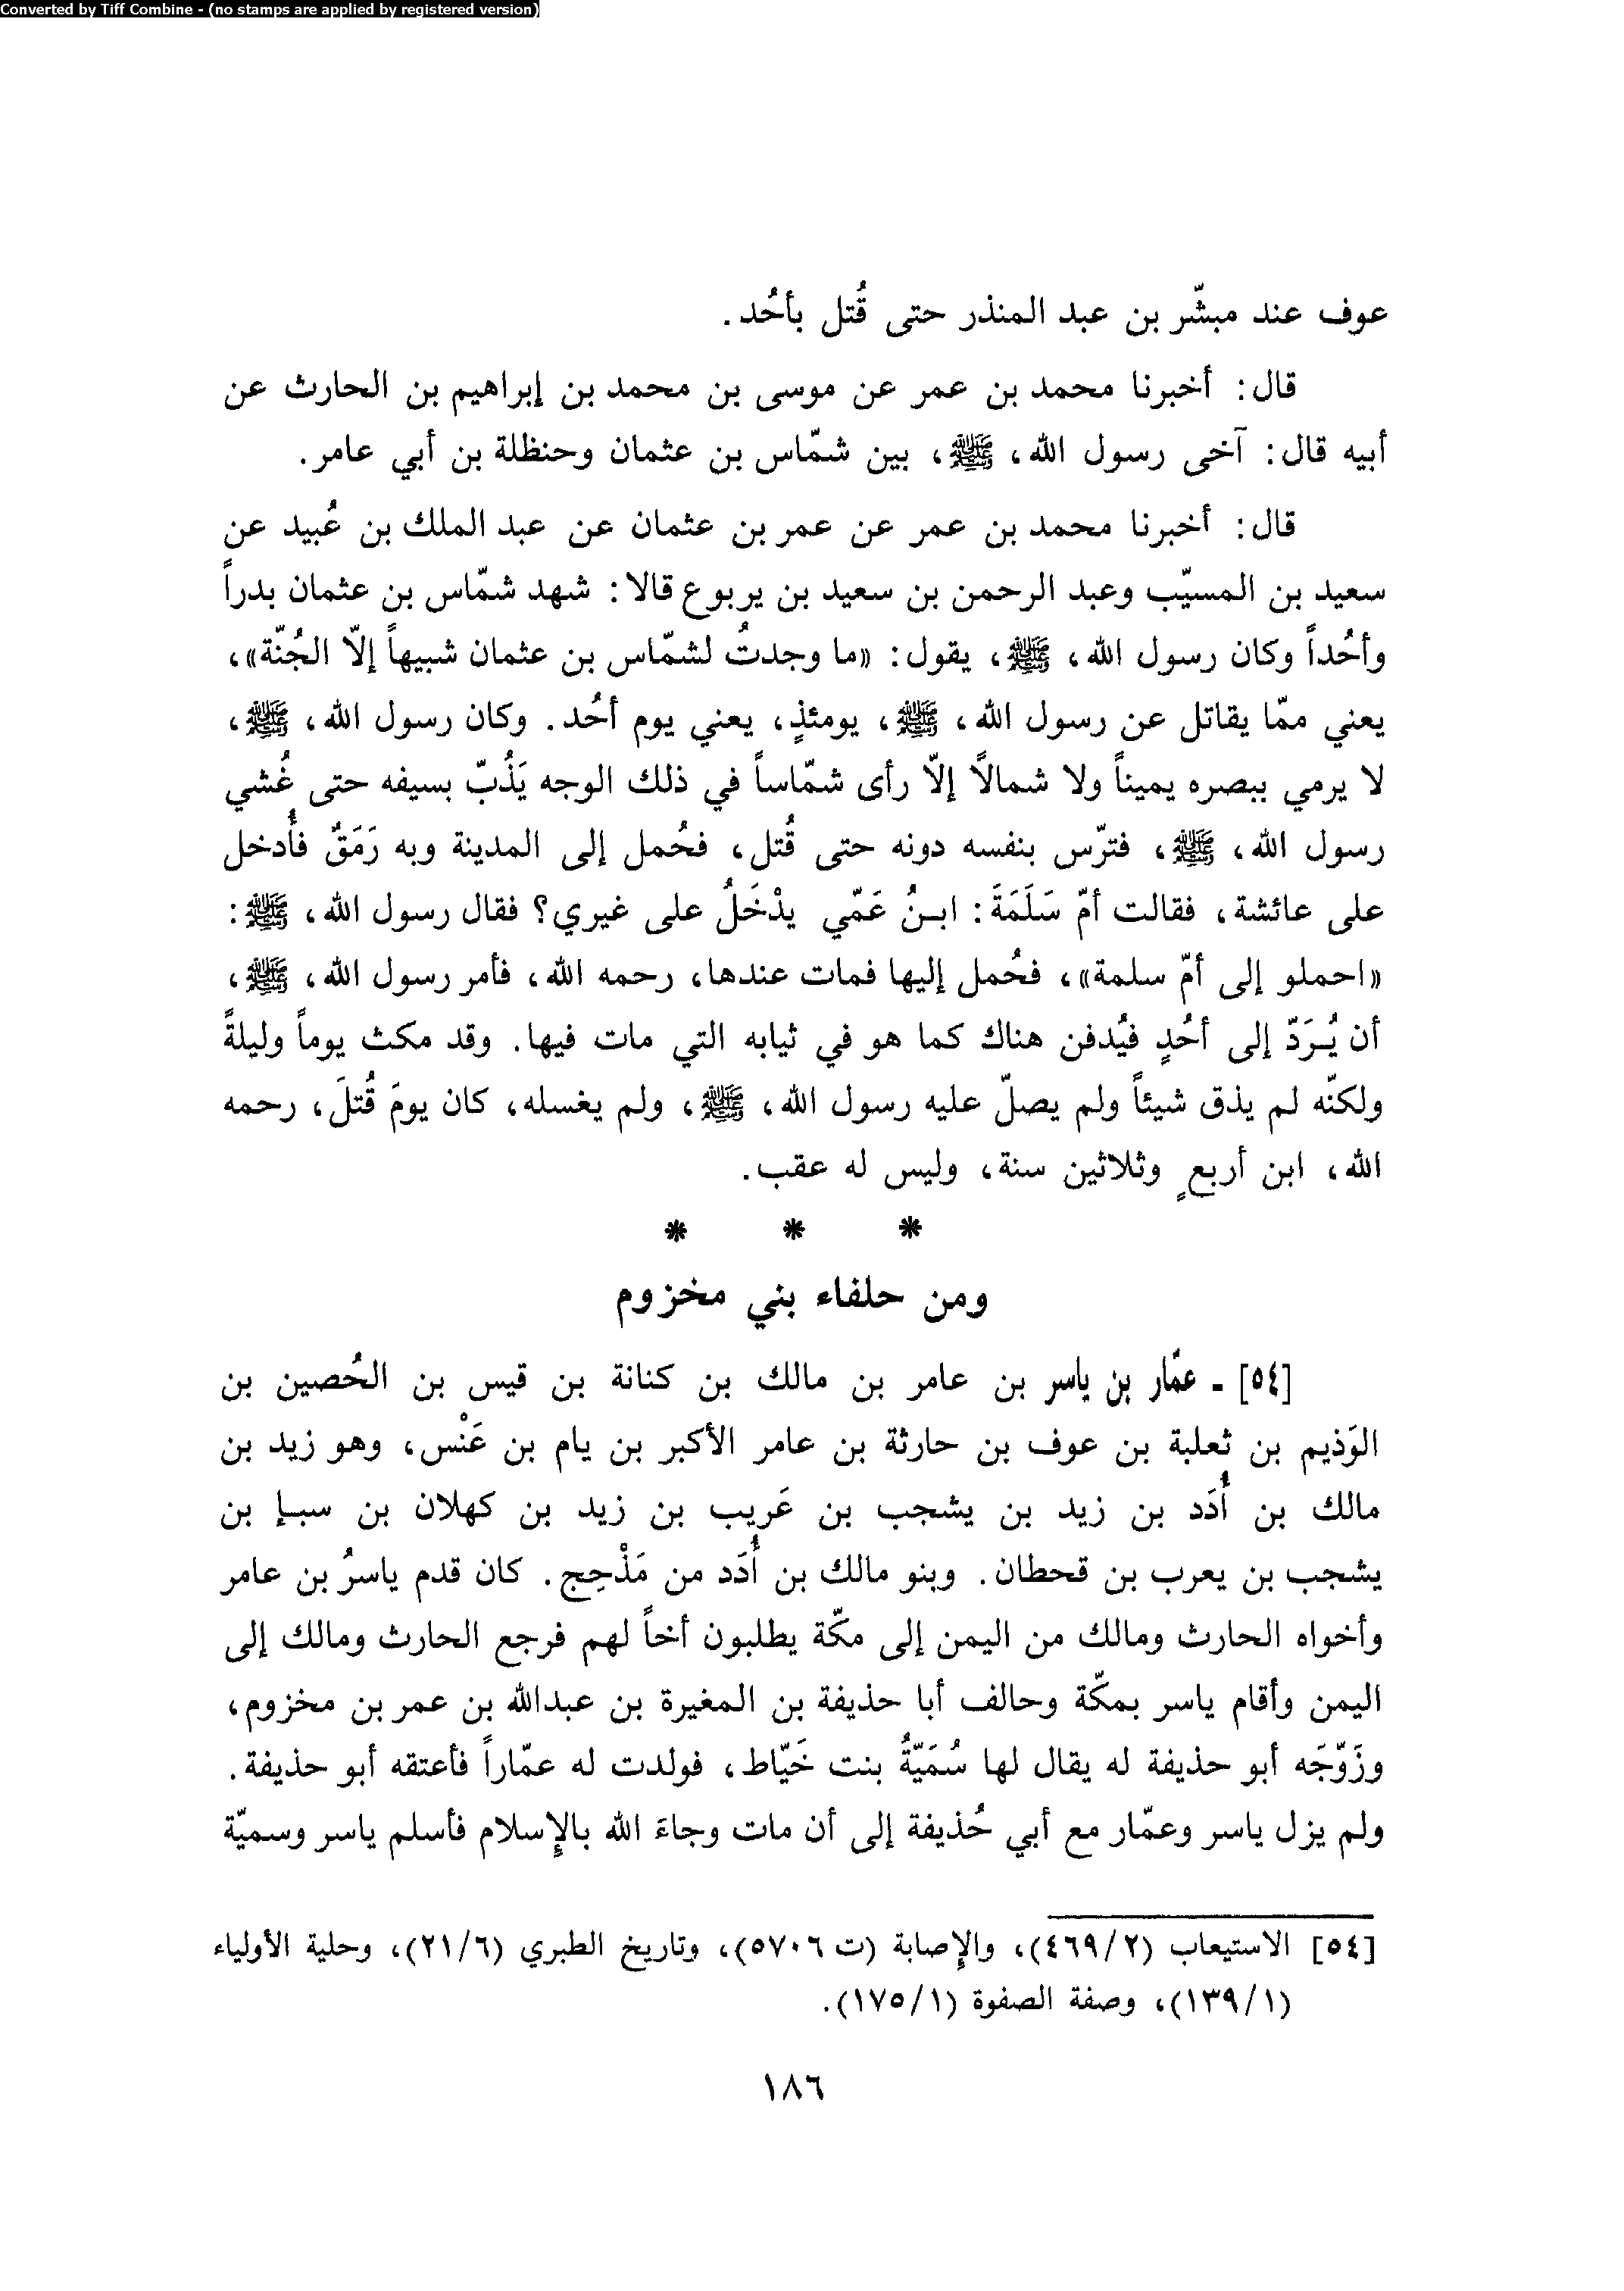 Converted by Tiff Combine - (no stamps are applied by registered version)
عوف عند مبشّر بن عبد المنذر حتى قُتل بأحُد.
قال: أخبرنا محمد بن عمر عن موسى بن محمد بن إبراهيم بن الحارث عن
أبيه قال: آخى رسول الله، ﷺ، بين شمّاس بن عثمان وحنظلة بن أبي عامر.
قال: أخبرنا محمد بن عمر عن عمر بن عثمان عن عبد الملك بن عُبيد عن
سعيد بن المسيّب وعبد الرحمن بن سعيد بن يربوع قالا: شهد شمّاس بن عثمان بدراً
وأحُداً وكان رسول الله، ﷺ، يقول: «ما وجدتُ لشمّاس بن عثمان شبيهاً إلّا الجُنّة»،
يعني ممّا يقاتل عن رسول الله، ﷺ، يومئذٍ، يعني يوم أحُد. وكان رسول الله، ﷺ،
لا يرمي ببصره يميناً ولا شمالاً إلّا رأى شمّاساً في ذلك الوجه يَذُبّ بسيفه حتى غُشي
رسول الله، ﷺ، فترّس بنفسه دونه حتى قُتل، فحُمل إلى المدينة وبه رَمَقٌ فأُدخل
على عائشة، فقالت أمّ سَلَمَةَ: ابنُ عَمّي يدْخَلُ على غيري؟ فقال رسول الله، ﷺ:
«احملو إلى أمّ سلمة»، فحُمل إليها فمات عندها، رحمه الله، فأمر رسول الله، ﷺ،
أن يُرَدّ إلى أحُدٍ فيُدفن هناك كما هو في ثيابه التي مات فيها. وقد مكث يوماً وليلةً
ولكنّه لم يذق شيئاً ولم يصلّ عليه رسول الله، ﷺ، ولم يغسله، كان يومَ قُتلَ، رحمه
الله، ابن أربعٍ وثلاثين سنة، وليس له عقب.
* * *
ومن حلفاء بني مخزوم
[٥٤] - عمّار بن ياسر بن عامر بن مالك بن كنانة بن قيس بن الحُصين بن
الوَذيم بن ثعلبة بن عوف بن حارثة بن عامر الأكبر بن يام بن عَنْس، وهو زيد بن
مالك بن أُدَد بن زيد بن يشجب بن عَريب بن زيد بن كهلان بن سبإ بن
يشجب بن يعرب بن قحطان. وبنو مالك بن أُدَد من مَذْحِج. كان قدم ياسرُ بن عامر
وأخواه الحارث ومالك من اليمن إلى مكّة يطلبون أخاً لهم فرجع الحارث ومالك إلى
اليمن وأقام ياسر بمكّة وحالف أبا حذيفة بن المغيرة بن عبدالله بن عمر بن مخزوم،
وزَوّجَه أبو حذيفة له يقال لها سُمَيّةُ بنت خَيّاط، فولدت له عمّاراً فأعتقه أبو حذيفة.
ولم يزل ياسر وعمّار مع أبي حُذيفة إلى أن مات وجاءَ الله بالإسلام فأسلم ياسر وسميّة
[٥٤] الاستيعاب (٤٦٩/٢)، والإصابة (ت ٥٧٠٦)، وتاريخ الطبري (٢١/٦)، وحلية الأولياء
(١٣٩/١)، وصفة الصفوة (١٧٥/١).
١٨٦